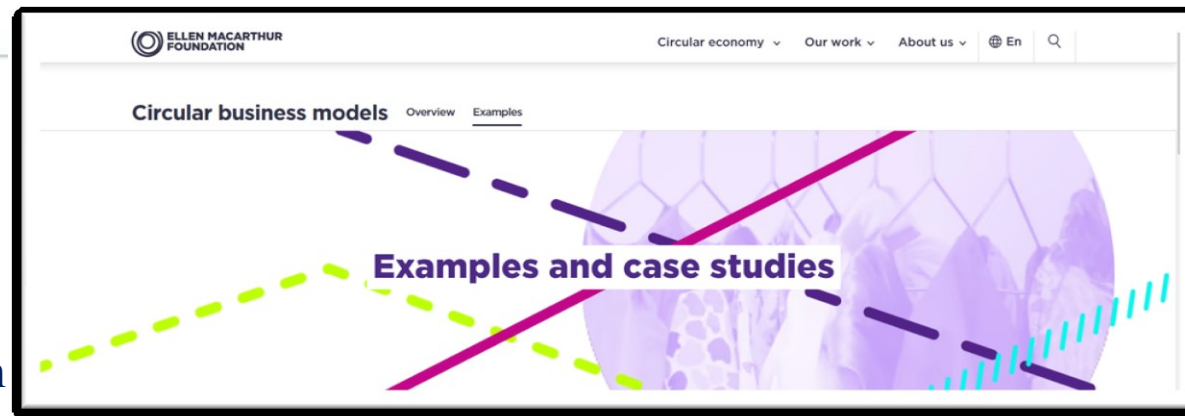 ELLEN MACARTHUR
FOUNDATION
Circular economy Our work About us En
Circular business models Overview Examples
Examples and case studies